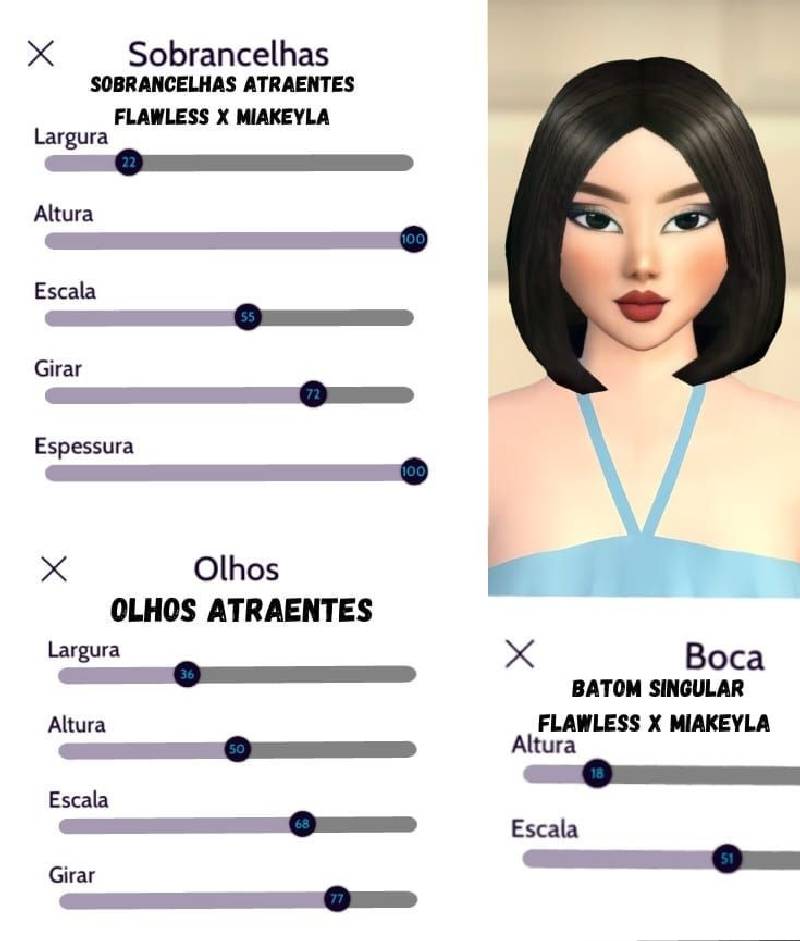 Sobrancelhas
SOBRANCELHAS ATRAENTES
FLAWLESS X MIAKEYLA
Largura
22
Altura
100
Escala
55
Girar
72
Espessura
100
Olhos
OLHOS ATRAENTES
Largura
36
Altura
50
Escala
68
Girar
77
Boca
BATOM SINGULAR
FLAWLESS X MIAKEYLA
Altura
18
Escala
51